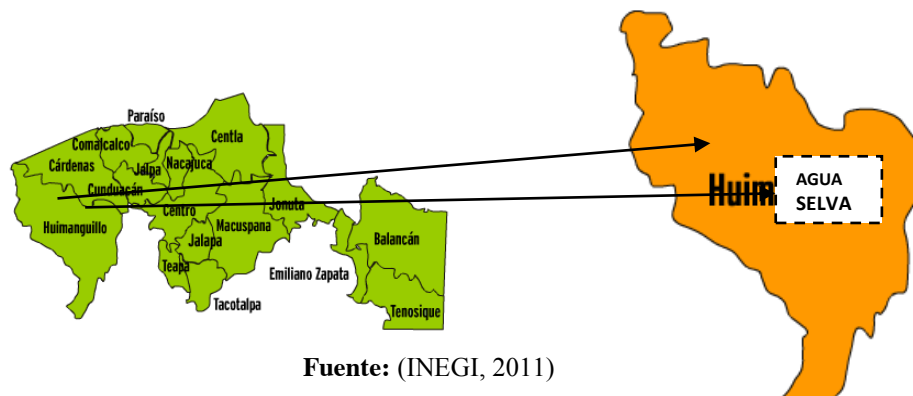 Paraíso
Centla
Comalcalco
Cárdenas
Jalpa
Nacajuca
Cunduacán
Centro
Jonuta
Huimanguillo
Macuspana
Jalapa
Balancán
Teapa
Emiliano Zapata
Tacotalpa
Tenosique
Huim
AGUA
SELVA
Fuente: (INEGI, 2011)